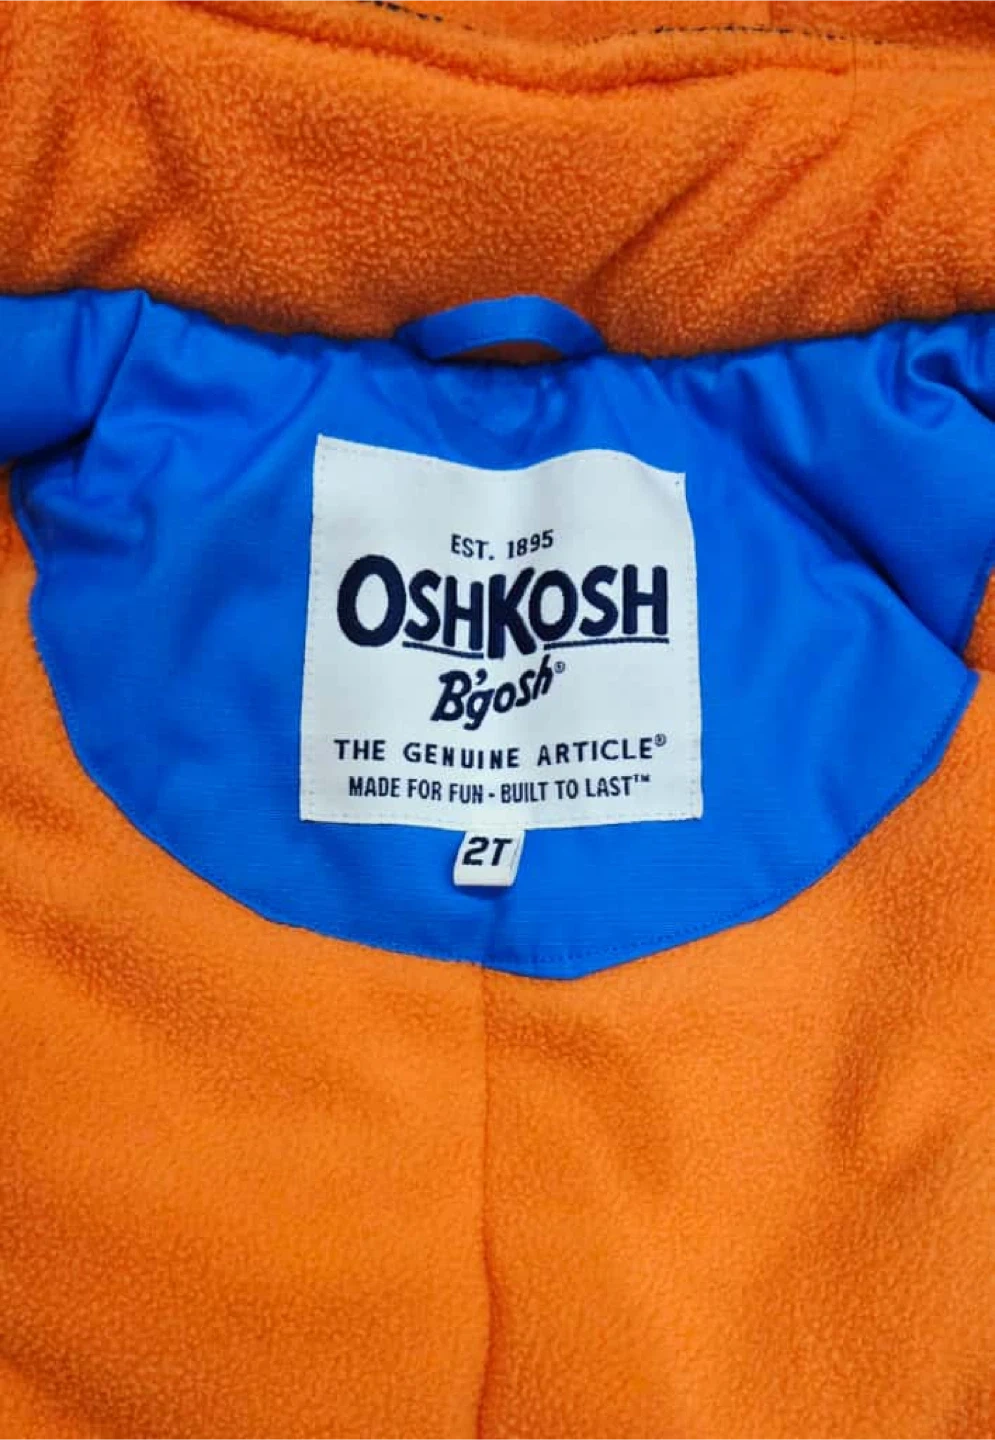 EST. 1895
OSHKOSH
B'gosh®
THE GENUINE ARTICLE®
MADE FOR FUN - BUILT TO LAST™
2T